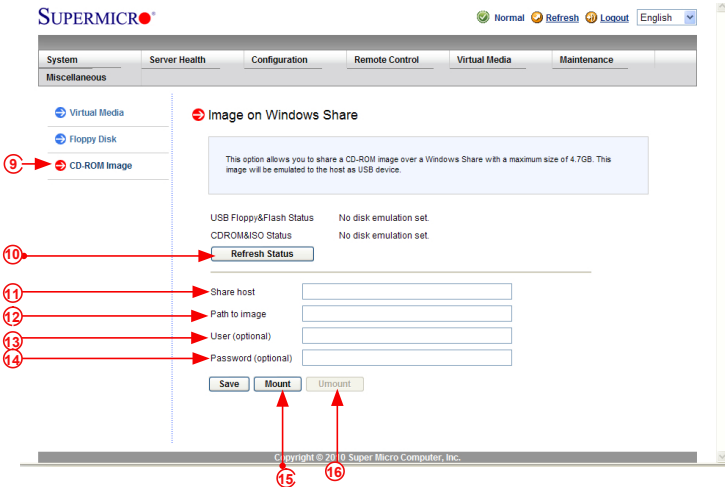 SUPERMICRO
Normal Refresh Logout English
System Server Health Configuration Remote Control Virtual Media Maintenance
Miscellaneous
Virtual Media
Floppy Disk
9 CD-ROM Image
Image on Windows Share
This option allows you to share a CD-ROM image over a Windows Share with a maximum size of 4.7GB. This
image will be emulated to the host as USB device.
USB Floppy&Flash Status No disk emulation set.
CDROM&ISO Status No disk emulation set.
10 Refresh Status
11 Share host
12 Path to image
13 User (optional)
14 Password (optional)
Save Mount Umount
Copyright © 2010 Super Micro Computer, Inc.
15 16